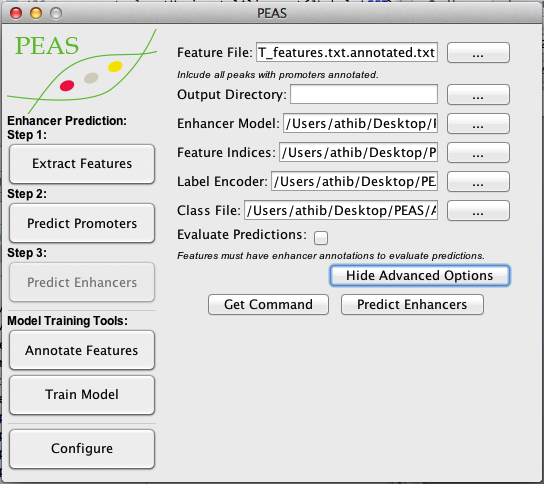 PEAS
PEAS
Enhancer Prediction:
Step 1:
Extract Features
Step 2:
Predict Promoters
Step 3:
Predict Enhancers
Model Training Tools:
Annotate Features
Train Model
Configure
Feature File: T_features.txt.annotated.txt ...
Inlcude all peaks with promoters annotated.
Output Directory: ...
Enhancer Model: /Users/athib/Desktop/ ...
Feature Indices: /Users/athib/Desktop/P ...
Label Encoder: /Users/athib/Desktop/PE ...
Class File: /Users/athib/Desktop/PEAS/ ...
Evaluate Predictions:
Features must have enhancer annotations to evaluate predictions.
Hide Advanced Options
Get Command Predict Enhancers